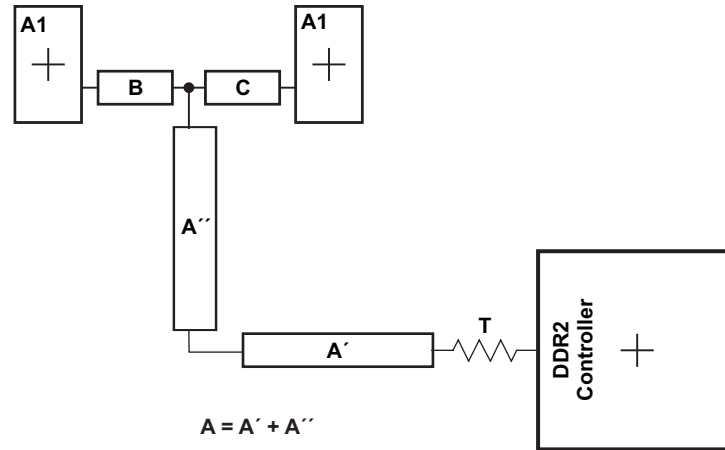 A1
A1
B
C
A´´
T
A´
DDR2
Controller
A = A´ + A´´